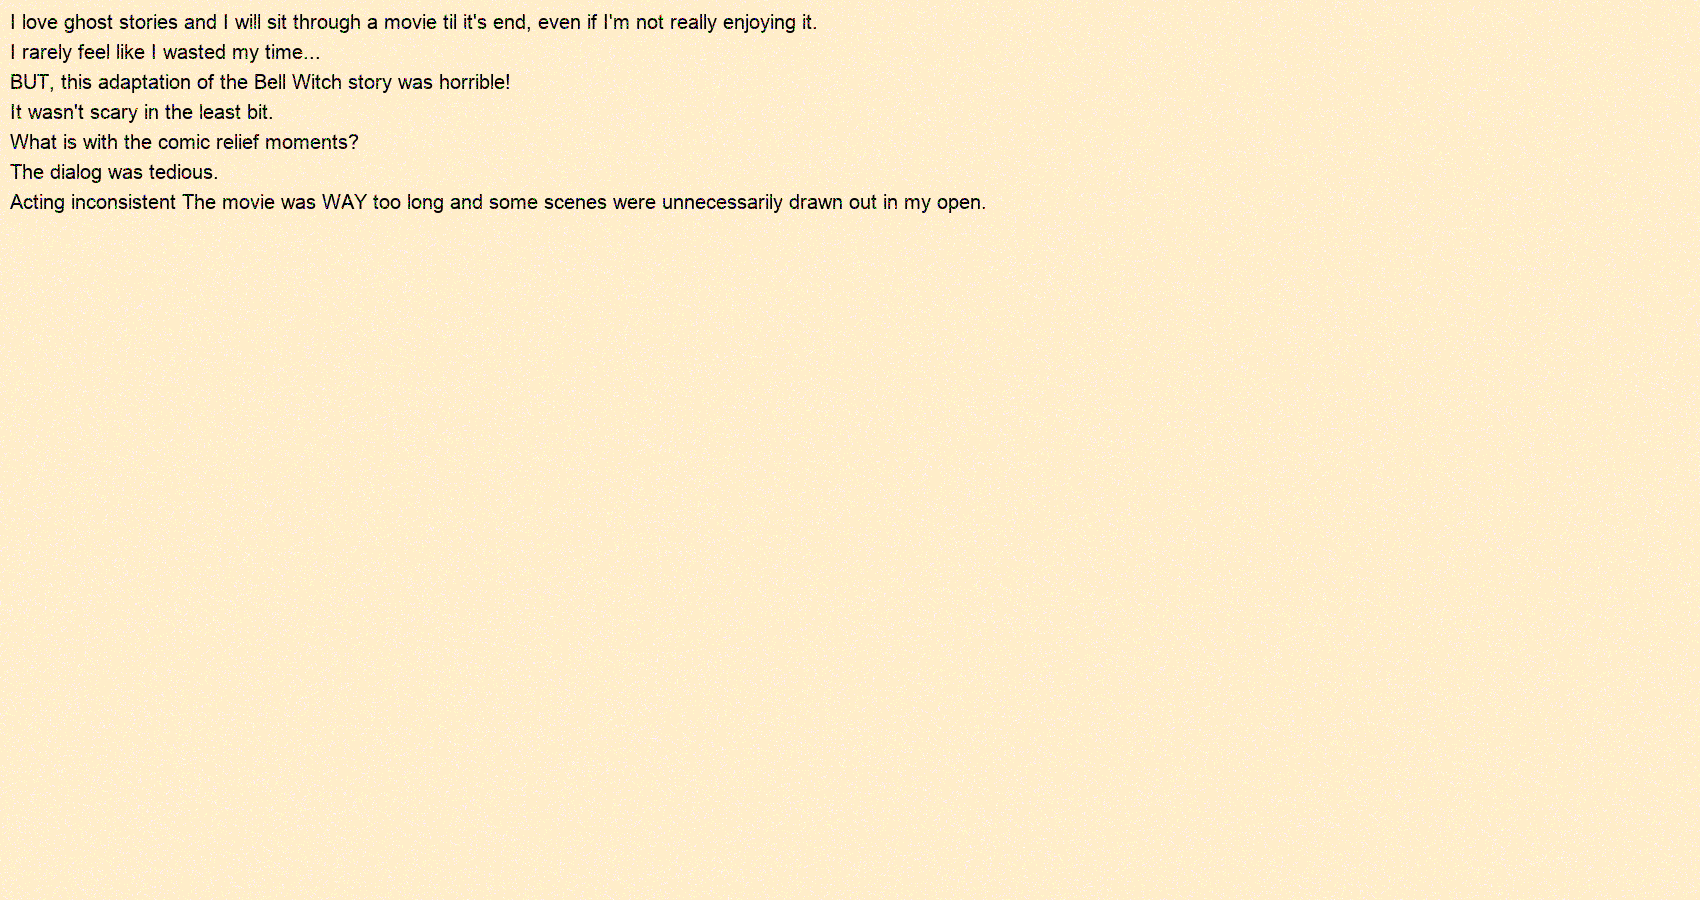 I love ghost stories and I will sit through a movie til it's end, even if I'm not really enjoying it.
I rarely feel like I wasted my time...
BUT, this adaptation of the Bell Witch story was horrible!
It wasn't scary in the least bit.
What is with the comic relief moments?
The dialog was tedious.
Acting inconsistent The movie was WAY too long and some scenes were unnecessarily drawn out in my open.